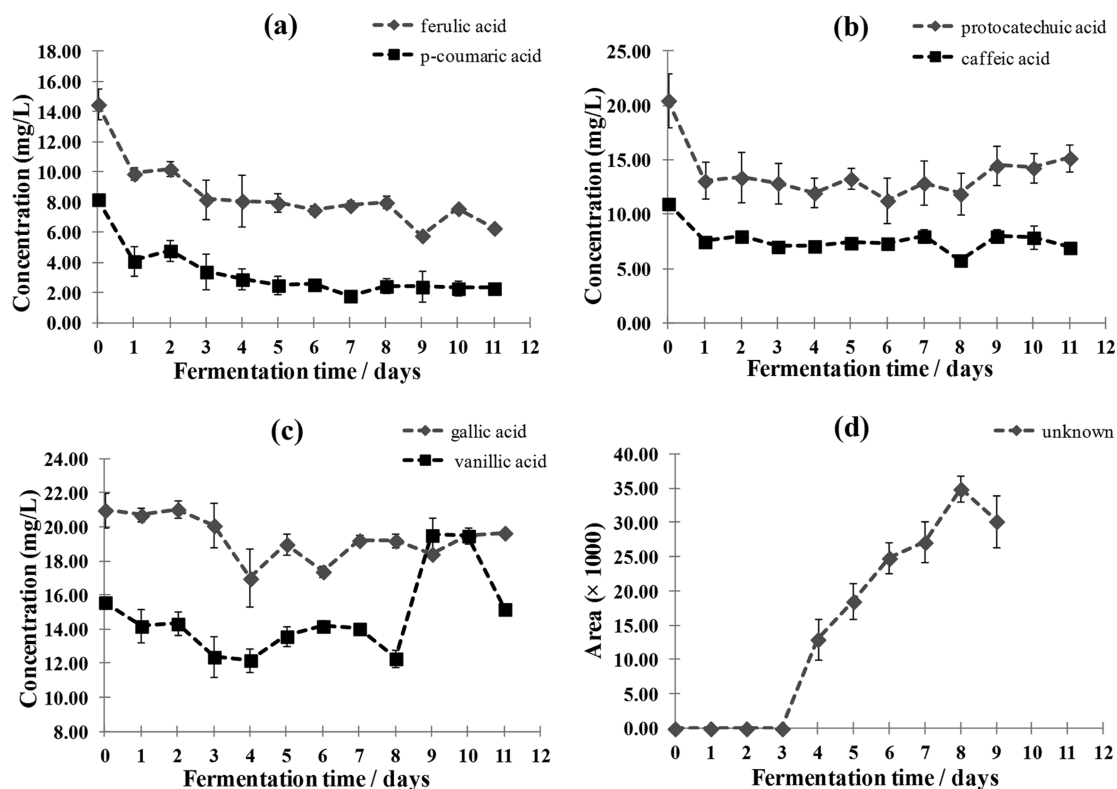 (a)
ferulic acid
p-coumaric acid
Concentration (mg/L)
18.00
16.00
14.00
12.00
10.00
8.00
6.00
4.00
2.00
0.00
0 1 2 3 4 5 6 7 8 9 10 11 12
Fermentation time / days
(b)
protocatechuic acid
caffeic acid
Concentration (mg/L)
25.00
20.00
15.00
10.00
5.00
0.00
0 1 2 3 4 5 6 7 8 9 10 11 12
Fermentation time / days
(c)
gallic acid
vanillic acid
Concentration (mg/L)
24.00
22.00
20.00
18.00
16.00
14.00
12.00
10.00
8.00
0 1 2 3 4 5 6 7 8 9 10 11 12
Fermentation time / days
(d)
unknown
Area (× 1000)
40.00
35.00
30.00
25.00
20.00
15.00
10.00
5.00
0.00
0 1 2 3 4 5 6 7 8 9 10 11 12
Fermentation time / days